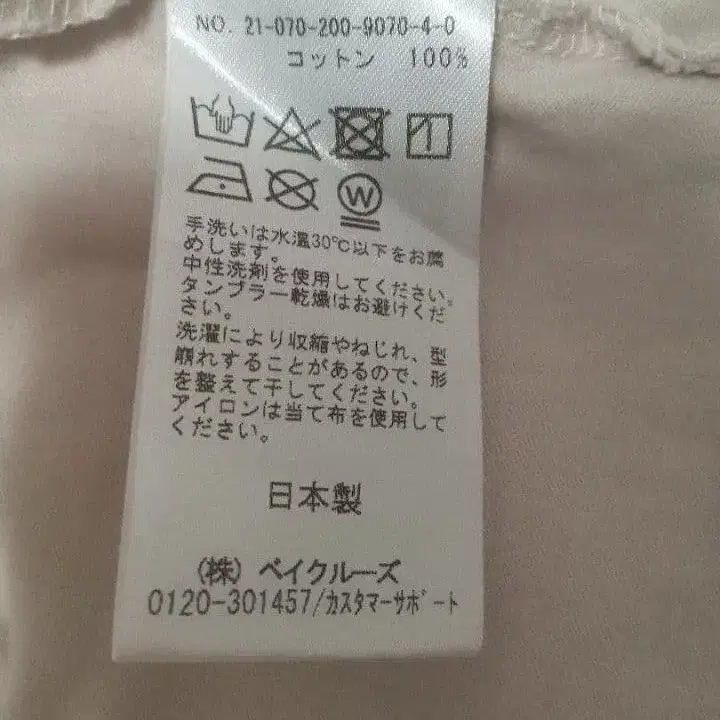 NO. 21-070-200-9070-4-0
コットン 100%
W
手洗いは水温30℃以下をお薦
めします。
中性洗剤を使用してください。
タンブラー乾燥はお避けくだ
さい。
洗濯により収縮やねじれ、型
崩れすることがあるので、形
を整えて干してください。
アイロンは当て布を使用して
ください。
日本製
(株) ベイクルーズ
0120-301457/ｶｽﾀﾏｰｻﾎﾟｰﾄ